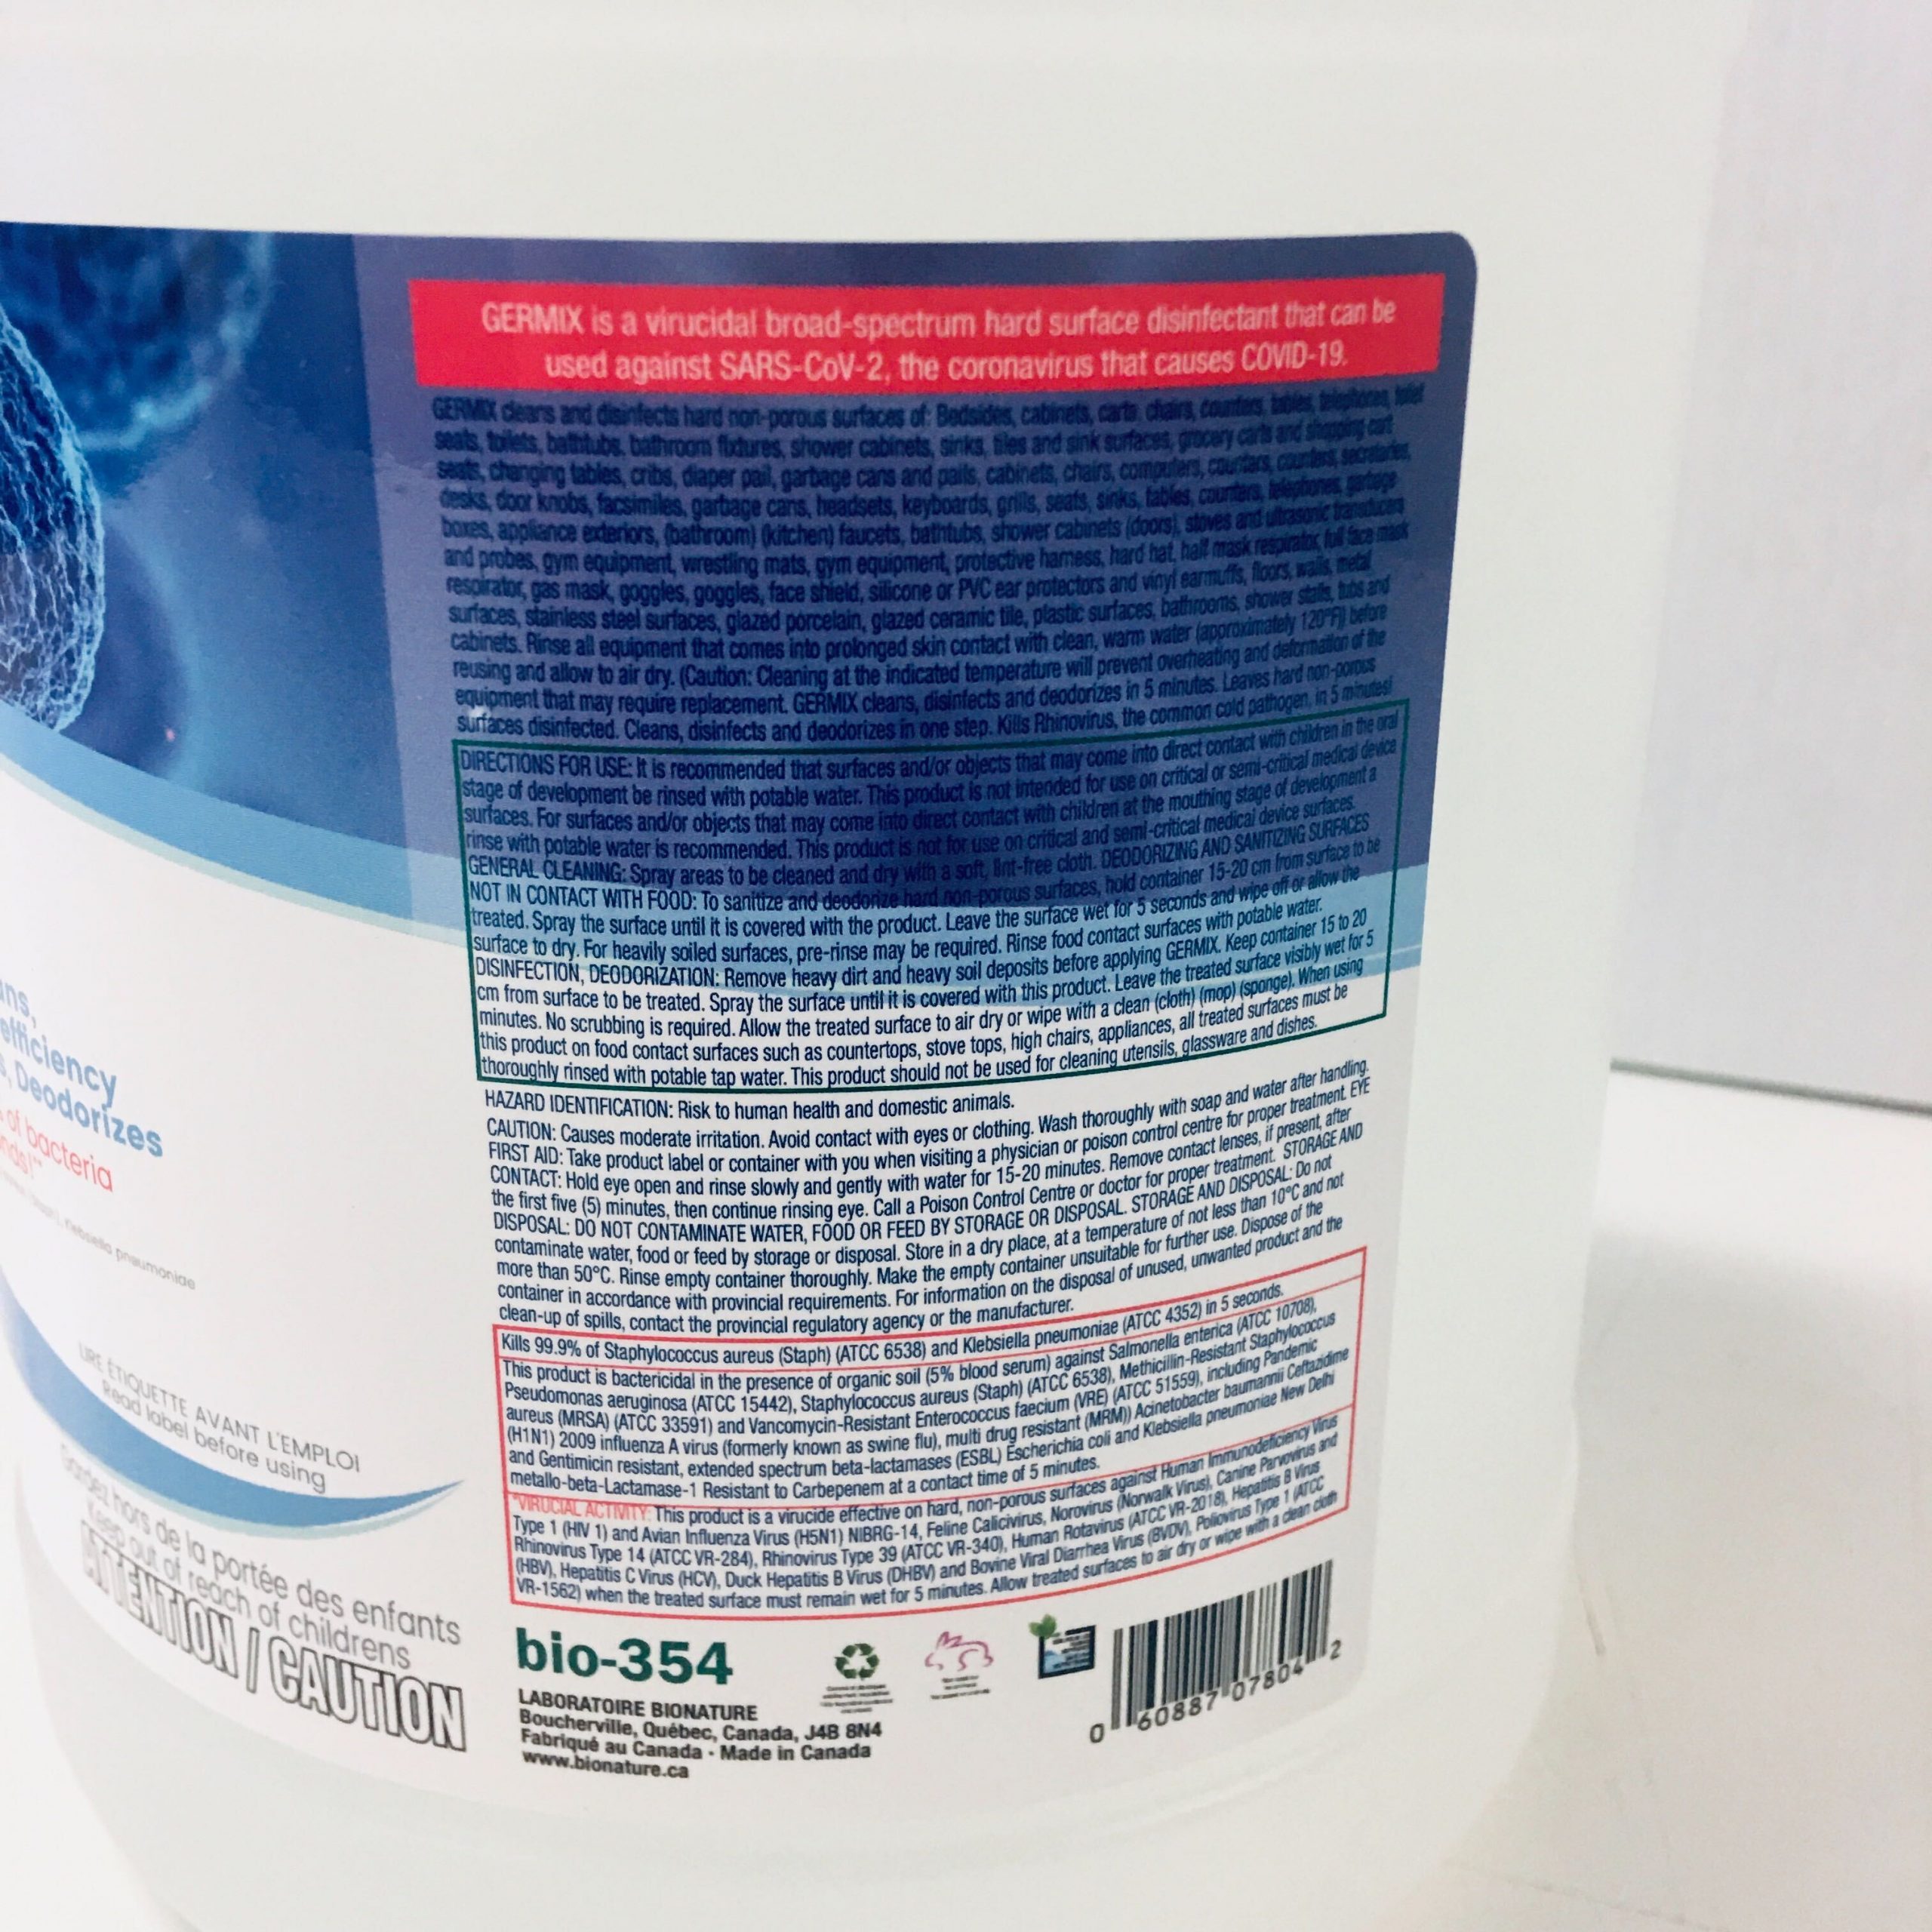 GERMIX is a virucidal broad-spectrum hard surface disinfectant that can be
used against SARS-CoV-2, the coronavirus that causes COVID-19.
GERMIX cleans and disinfects hard non-porous surfaces of: Bedsides, cabinets, carts, chairs, counters, tables, telephones, toilet
seats, toilets, bathtubs, bathroom fixtures, shower cabinets, sinks, tiles and sink surfaces, grocery carts and shopping cart
seats, changing tables, cribs, diaper pail, garbage cans and pails, cabinets, chairs, computers, counters, counters, secretaries,
desks, door knobs, facsimiles, garbage cans, headsets, keyboards, grills, seats, sinks, tables, counters, telephones, garbage
boxes, appliance exteriors, (bathroom) (kitchen) faucets, bathtubs, shower cabinets (doors), stoves and ultrasonic transducers
and probes, gym equipment, wrestling mats, gym equipment, protective harness, hard hat, half mask respirator, full face mask
respirator, gas mask, goggles, goggles, face shield, silicone or PVC ear protectors and vinyl earmuffs, floors, walls, metal
surfaces, stainless steel surfaces, glazed porcelain, glazed ceramic tile, plastic surfaces, bathrooms, shower stalls, tubs and
cabinets. Rinse all equipment that comes into prolonged skin contact with clean, warm water (approximately 120°F)) before
reusing and allow to air dry. (Caution: Cleaning at the indicated temperature will prevent overheating and deformation of the
equipment that may require replacement. GERMIX cleans, disinfects and deodorizes in 5 minutes. Leaves hard non-porous
surfaces disinfected. Cleans, disinfects and deodorizes in one step. Kills Rhinovirus, the common cold pathogen, in 5 minutes!
DIRECTIONS FOR USE: It is recommended that surfaces and/or objects that may come into direct contact with children in the oral
stage of development be rinsed with potable water. This product is not intended for use on critical or semi-critical medical device
surfaces. For surfaces and/or objects that may come into direct contact with children at the mouthing stage of development a
rinse with potable water is recommended. This product is not for use on critical and semi-critical medical device surfaces.
GENERAL CLEANING: Spray areas to be cleaned and dry with a soft, lint-free cloth. DEODORIZING AND SANITIZING SURFACES
NOT IN CONTACT WITH FOOD: To sanitize and deodorize hard non-porous surfaces, hold container 15-20 cm from surface to be
treated. Spray the surface until it is covered with the product. Leave the surface wet for 5 seconds and wipe off or allow the
surface to dry. For heavily soiled surfaces, pre-rinse may be required. Rinse food contact surfaces with potable water.
DISINFECTION, DEODORIZATION: Remove heavy dirt and heavy soil deposits before applying GERMIX. Keep container 15 to 20
cm from surface to be treated. Spray the surface until it is covered with this product. Leave the treated surface visibly wet for 5
minutes. No scrubbing is required. Allow the treated surface to air dry or wipe with a clean (cloth) (mop) (sponge). When using
this product on food contact surfaces such as countertops, stove tops, high chairs, appliances, all treated surfaces must be
thoroughly rinsed with potable tap water. This product should not be used for cleaning utensils, glassware and dishes.
HAZARD IDENTIFICATION: Risk to human health and domestic animals.
CAUTION: Causes moderate irritation. Avoid contact with eyes or clothing. Wash thoroughly with soap and water after handling.
FIRST AID: Take product label or container with you when visiting a physician or poison control centre for proper treatment. EYE
CONTACT: Hold eye open and rinse slowly and gently with water for 15-20 minutes. Remove contact lenses, if present, after
the first five (5) minutes, then continue rinsing eye. Call a Poison Control Centre or doctor for proper treatment. STORAGE AND
DISPOSAL: DO NOT CONTAMINATE WATER, FOOD OR FEED BY STORAGE OR DISPOSAL. STORAGE AND DISPOSAL: Do not
contaminate water, food or feed by storage or disposal. Store in a dry place, at a temperature of not less than 10°C and not
more than 50°C. Rinse empty container thoroughly. Make the empty container unsuitable for further use. Dispose of the
container in accordance with provincial requirements. For information on the disposal of unused, unwanted product and the
clean-up of spills, contact the provincial regulatory agency or the manufacturer.
Kills 99.9% of Staphylococcus aureus (Staph) (ATCC 6538) and Klebsiella pneumoniae (ATCC 4352) in 5 seconds.
This product is bactericidal in the presence of organic soil (5% blood serum) against Salmonella enterica (ATCC 10708),
Pseudomonas aeruginosa (ATCC 15442), Staphylococcus aureus (Staph) (ATCC 6538), Methicillin-Resistant Staphylococcus
aureus (MRSA) (ATCC 33591) and Vancomycin-Resistant Enterococcus faecium (VRE) (ATCC 51559), including Pandemic
(H1N1) 2009 influenza A virus (formerly known as swine flu), multi drug resistant (MRM)) Acinetobacter baumannii Ceftazidime
and Gentimicin resistant, extended spectrum beta-lactamases (ESBL) Escherichia coli and Klebsiella pneumoniae New Delhi
metallo-beta-Lactamase-1 Resistant to Carbepenem at a contact time of 5 minutes.
*VIRUCIAL ACTIVITY: This product is a virucide effective on hard, non-porous surfaces against Human Immunodeficiency Virus
Type 1 (HIV 1) and Avian Influenza Virus (H5N1) NIBRG-14, Feline Calicivirus, Norovirus (Norwalk Virus), Canine Parvovirus and
Rhinovirus Type 14 (ATCC VR-284), Rhinovirus Type 39 (ATCC VR-340), Human Rotavirus (ATCC VR-2018), Hepatitis B Virus
(HBV), Hepatitis C Virus (HCV), Duck Hepatitis B Virus (DHBV) and Bovine Viral Diarrhea Virus (BVDV), Poliovirus Type 1 (ATCC
VR-1562) when the treated surface must remain wet for 5 minutes. Allow treated surfaces to air dry or wipe with a clean cloth
bio-354
LABORATOIRE BIONATURE
Boucherville, Québec, Canada, J4B 8N4
Fabriqué au Canada · Made in Canada
www.bionature.ca
0 60887 07804 2
efficiency
Deodorizes
of bacteria
Klebsiella pneumoniae
LIRE ÉTIQUETTE AVANT L'EMPLOI
Read label before using
Gardez hors de la portée des enfants
Keep out of reach of childrens
ATTENTION / CAUTION